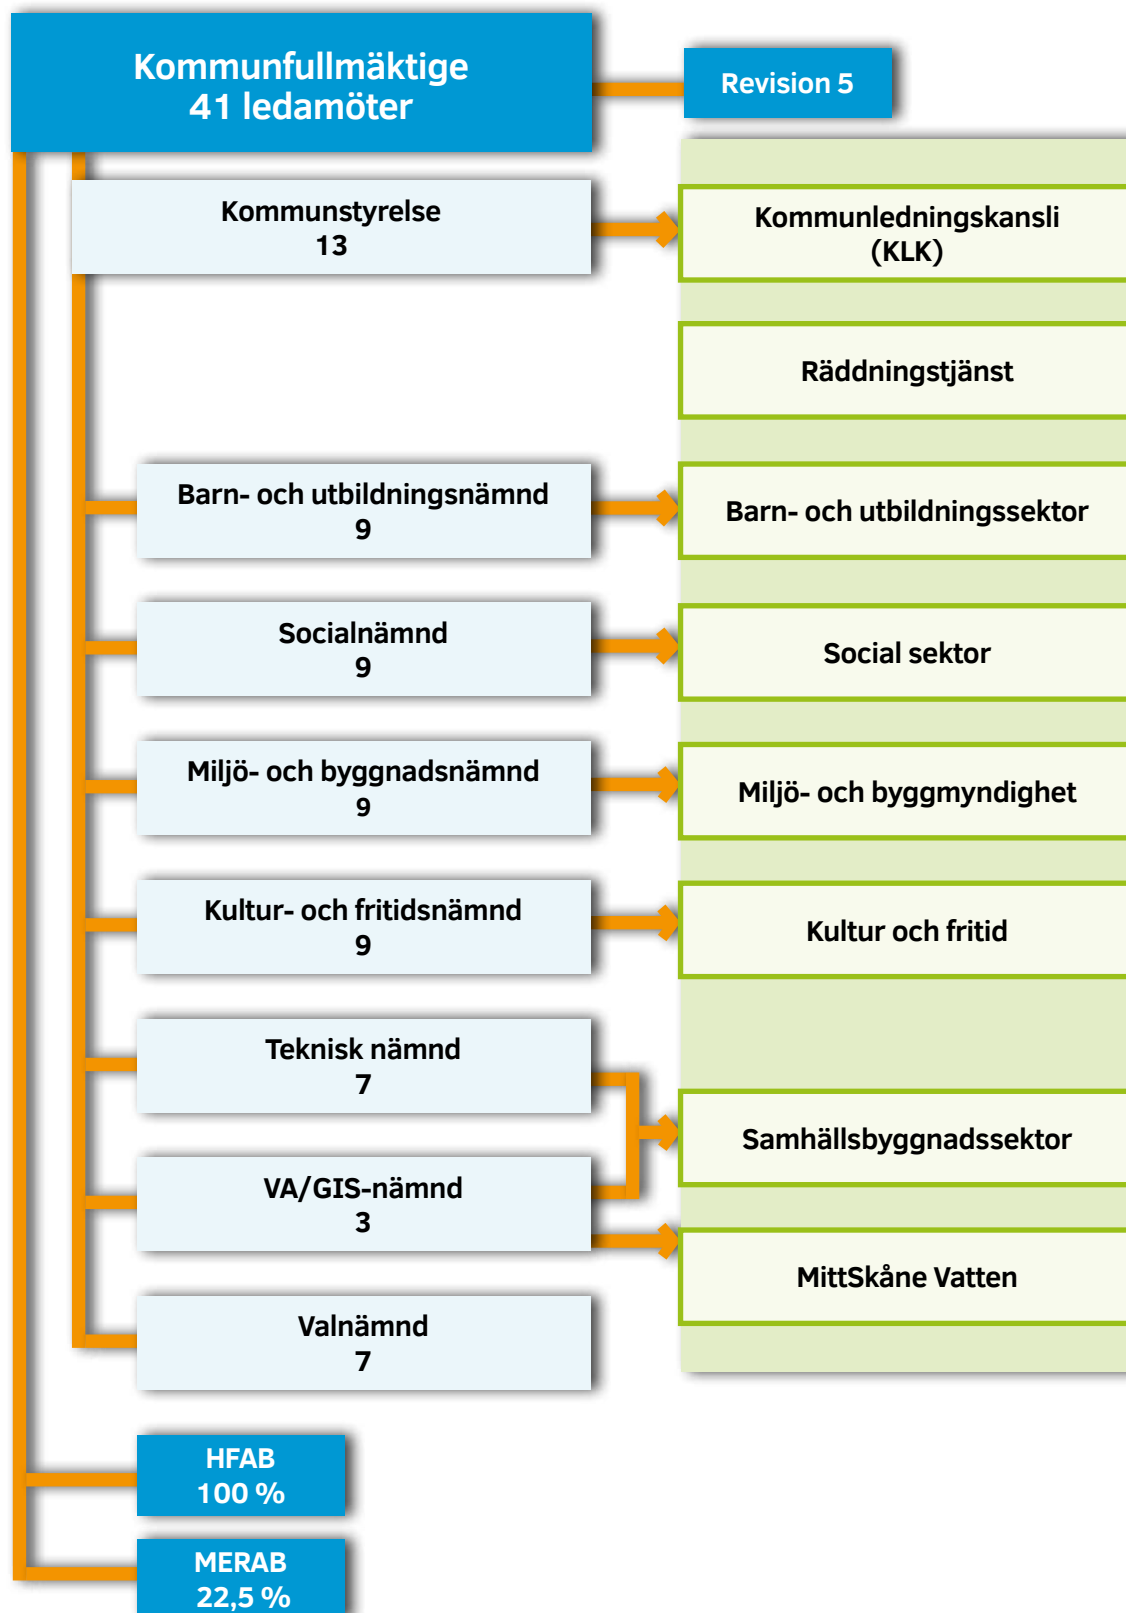 Kommunfullmäktige
41 ledamöter
Revision 5
Kommunstyrelse
13
Kommunledningskansli
(KLK)
Räddningstjänst
Barn- och utbildningsnämnd
9
Barn- och utbildningssektor
Socialnämnd
9
Social sektor
Miljö- och byggnadsnämnd
9
Miljö- och byggmyndighet
Kultur- och fritidsnämnd
9
Kultur och fritid
Teknisk nämnd
7
Samhällsbyggnadssektor
VA/GIS-nämnd
3
MittSkåne Vatten
Valnämnd
7
HFAB
100 %
MERAB
22,5 %